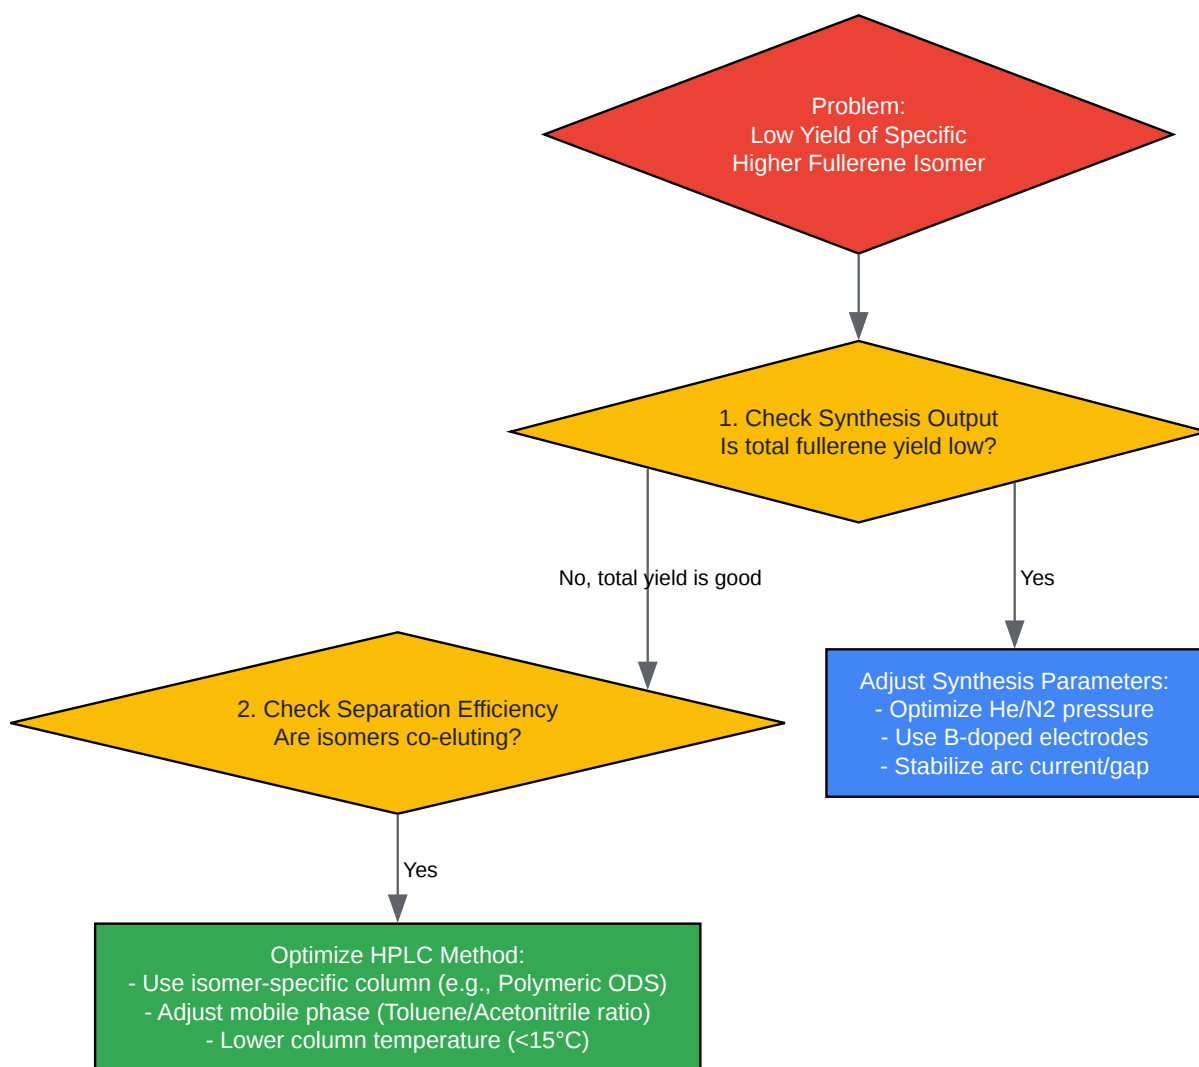 Problem:
Low Yield of Specific
Higher Fullerene Isomer
1. Check Synthesis Output
Is total fullerene yield low?
No, total yield is good
Yes
2. Check Separation Efficiency
Are isomers co-eluting?
Adjust Synthesis Parameters:
- Optimize He/N2 pressure
- Use B-doped electrodes
- Stabilize arc current/gap
Yes
Optimize HPLC Method:
- Use isomer-specific column (e.g., Polymeric ODS)
- Adjust mobile phase (Toluene/Acetonitrile ratio)
- Lower column temperature (<15°C)